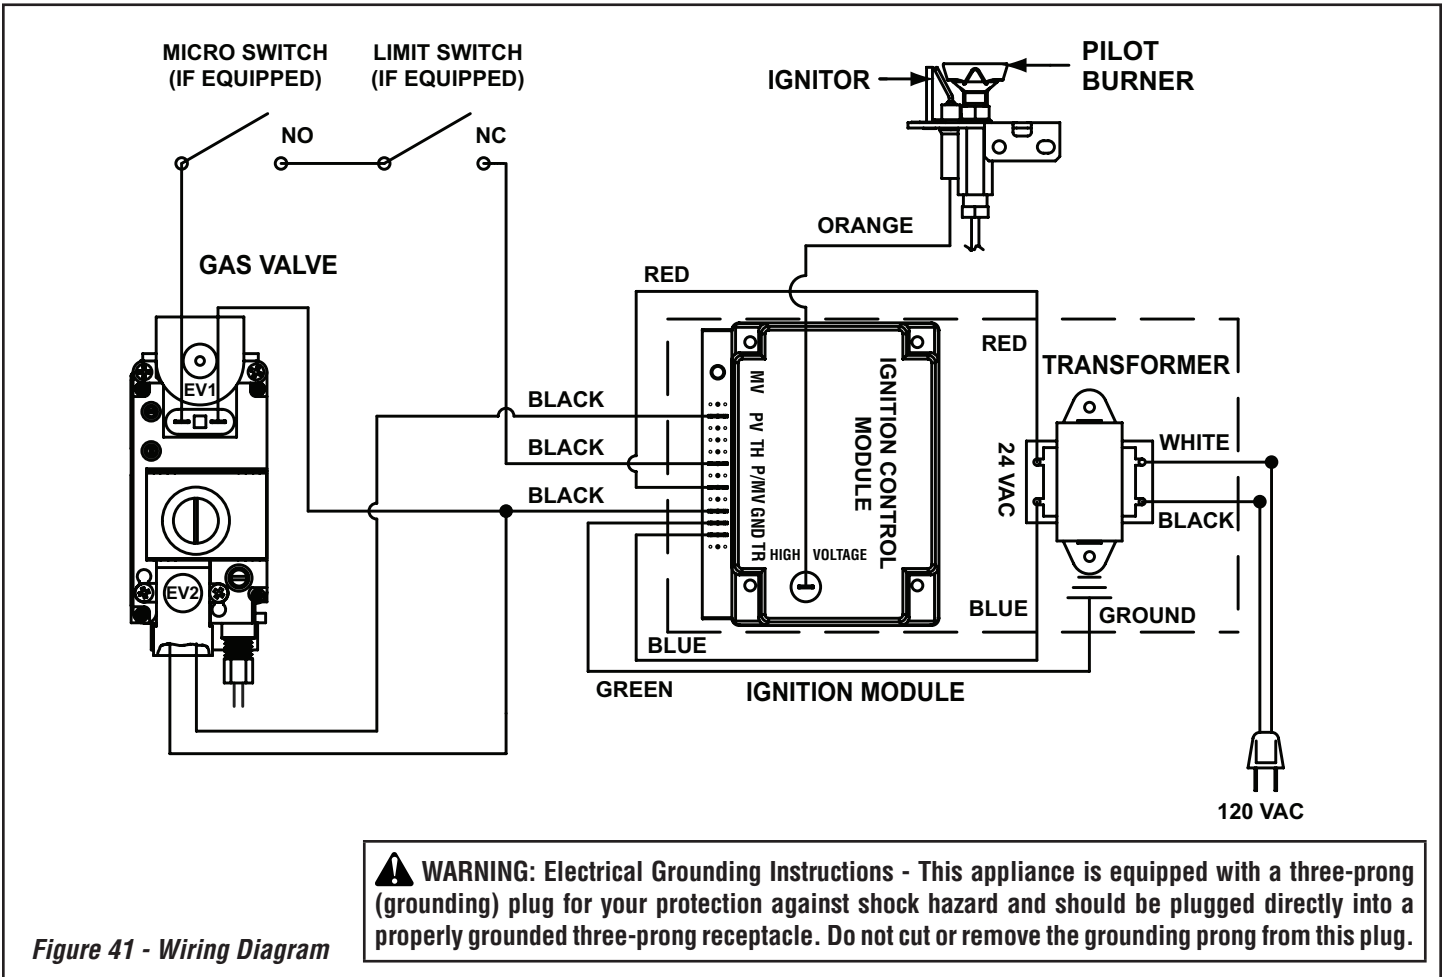 MICRO SWITCH
(IF EQUIPPED)
LIMIT SWITCH
(IF EQUIPPED)
NO
NC
IGNITOR
PILOT
BURNER
ORANGE
GAS VALVE
RED
RED
TRANSFORMER
EV1
BLACK
BLACK
BLACK
MV
PV
TH
P/MV
GND
TR
IGNITION CONTROL
MODULE
HIGH VOLTAGE
24 VAC
WHITE
BLACK
EV2
BLUE
BLUE
GROUND
GREEN
IGNITION MODULE
120 VAC
WARNING: Electrical Grounding Instructions - This appliance is equipped with a three-prong
(grounding) plug for your protection against shock hazard and should be plugged directly into a
properly grounded three-prong receptacle. Do not cut or remove the grounding prong from this plug.
Figure 41 - Wiring Diagram